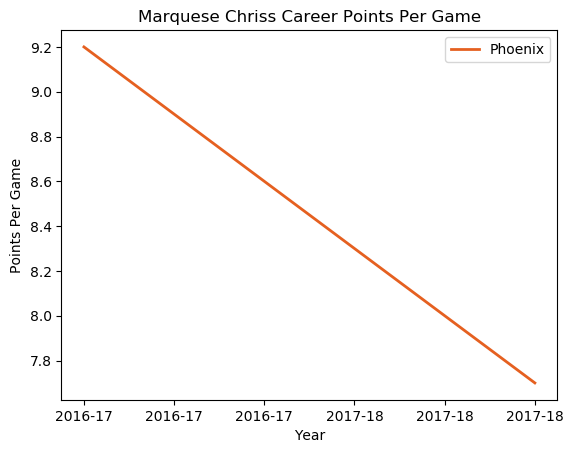 Marquese Chriss Career Points Per Game
Phoenix
9.2
9.0
8.8
8.6
8.4
8.2
8.0
7.8
Points Per Game
2016-17 2016-17 2016-17 2017-18 2017-18 2017-18
Year